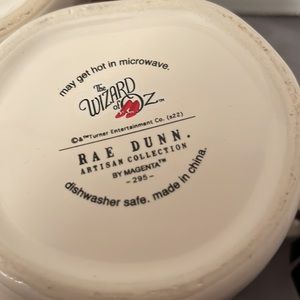 may get hot in microwave.
The
WIZARD
of OZ™
©&™Turner Entertainment Co. (s22)
RAE DUNN.
ARTISAN COLLECTION
BY MAGENTA™
- 295 -
dishwasher safe. made in china.